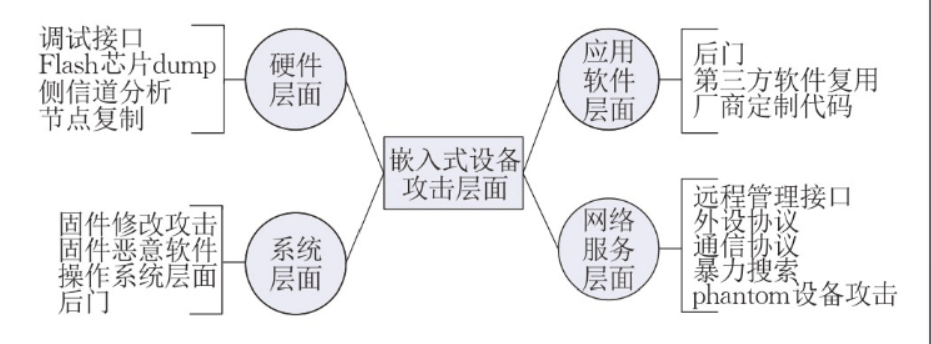 调试接口
Flash芯片dump
侧信道分析
节点复制
硬件
层面
应用
软件
层面
后门
第三方软件复用
厂商定制代码
嵌入式设备
攻击层面
固件修改攻击
固件恶意软件
操作系统层面
后门
系统
层面
网络
服务
层面
远程管理接口
外设协议
通信协议
暴力搜索
phantom设备攻击